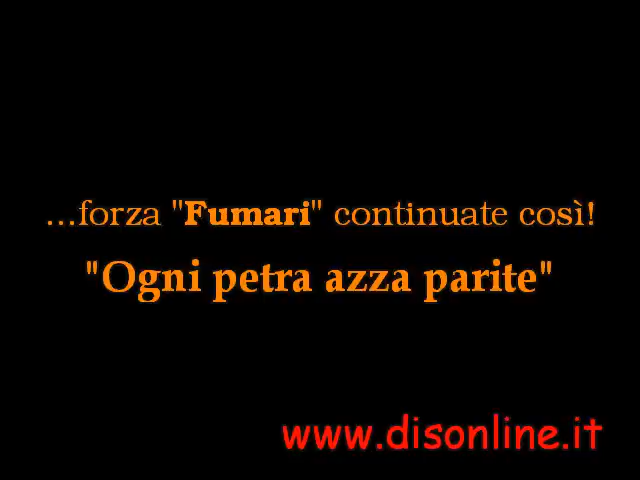 ...forza "Fumari" continuate così!
"Ogni petra azza parite"
www.disonline.it